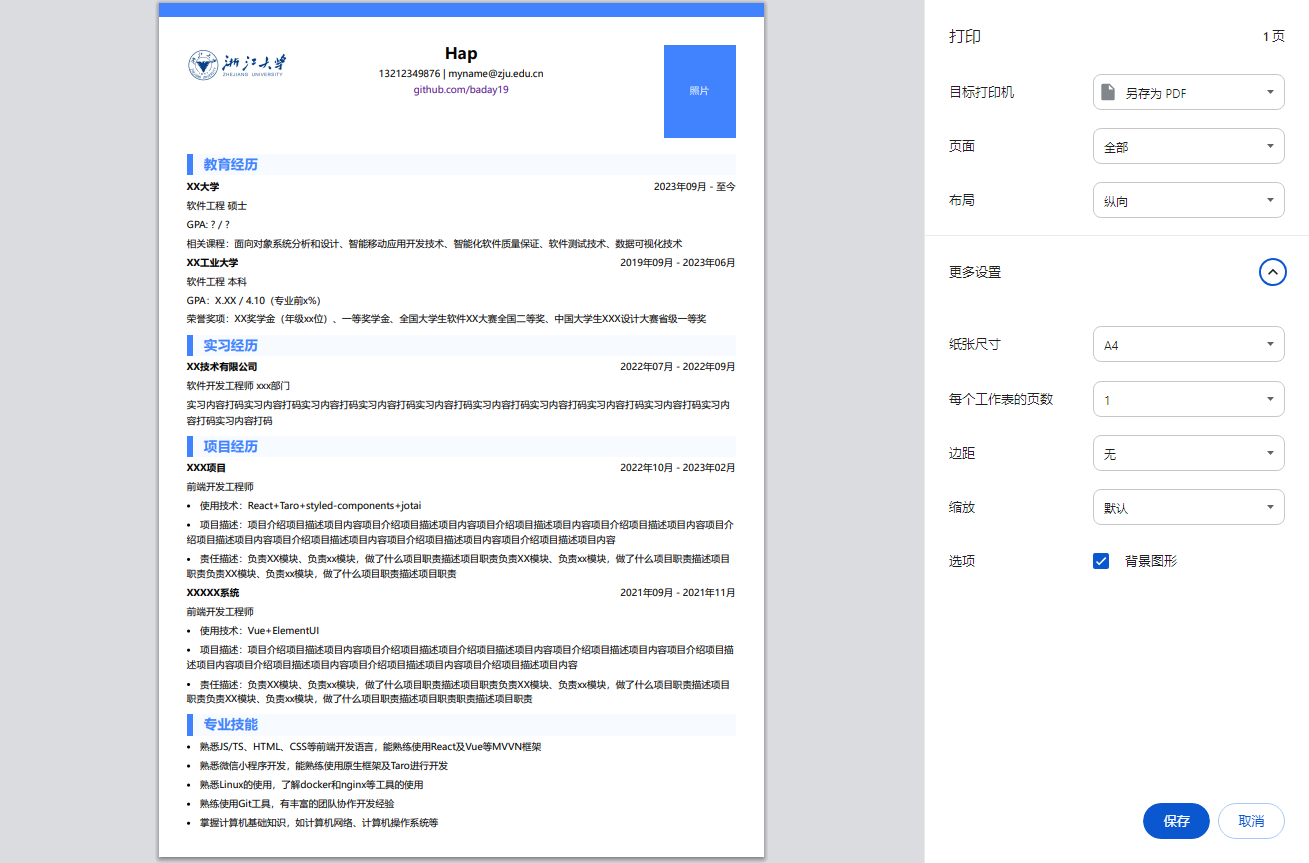 浙江大学
ZHEJIANG UNIVERSITY
Hap
13212349876 | myname@zju.edu.cn
github.com/baday19
照片
教育经历
XX大学 2023年09月 - 至今
软件工程 硕士
GPA: ? / ?
相关课程：面向对象系统分析和设计、智能移动应用开发技术、智能化软件质量保证、软件测试技术、数据可视化技术
XX工业大学 2019年09月 - 2023年06月
软件工程 本科
GPA：X.XX / 4.10（专业前x%）
荣誉奖项：XX奖学金（年级xx位）、一等奖学金、全国大学生软件XX大赛全国二等奖、中国大学生XXX设计大赛省级一等奖
实习经历
XX技术有限公司 2022年07月 - 2022年09月
软件开发工程师 xxx部门
实习内容打码实习内容打码实习内容打码实习内容打码实习内容打码实习内容打码实习内容打码实习内容打码实习内容打码实习内
容打码实习内容打码
项目经历
XXX项目 2022年10月 - 2023年02月
前端开发工程师
• 使用技术：React+Taro+styled-components+jotai
• 项目描述：项目介绍项目描述项目内容项目介绍项目描述项目内容项目介绍项目描述项目内容项目介绍项目描述项目内容项目介
绍项目描述项目内容项目介绍项目描述项目内容项目介绍项目描述项目内容项目介绍项目描述项目内容
• 责任描述：负责XX模块、负责xx模块，做了什么项目职责描述项目职责负责XX模块、负责xx模块，做了什么项目职责描述项目
职责负责XX模块、负责xx模块，做了什么项目职责描述项目职责
XXXXX系统 2021年09月 - 2021年11月
前端开发工程师
• 使用技术：Vue+ElementUI
• 项目描述：项目介绍项目描述项目内容项目介绍项目描述项目介绍项目描述项目内容项目介绍项目描述项目内容项目介绍项目描
述项目内容项目介绍项目描述项目内容项目介绍项目描述项目内容项目介绍项目描述项目内容
• 责任描述：负责XX模块、负责xx模块，做了什么项目职责描述项目职责负责XX模块、负责xx模块，做了什么项目职责描述项目
职责负责XX模块、负责xx模块，做了什么项目职责描述项目职责职责描述项目职责
专业技能
• 熟悉JS/TS、HTML、CSS等前端开发语言，能熟练使用React及Vue等MVVN框架
• 熟悉微信小程序开发，能熟练使用原生框架及Taro进行开发
• 熟悉Linux的使用，了解docker和nginx等工具的使用
• 熟练使用Git工具，有丰富的团队协作开发经验
• 掌握计算机基础知识，如计算机网络、计算机操作系统等
打印 1 页
目标打印机 另存为 PDF
页面 全部
布局 纵向
更多设置
纸张尺寸 A4
每个工作表的页数 1
边距 无
缩放 默认
选项 背景图形
保存 取消